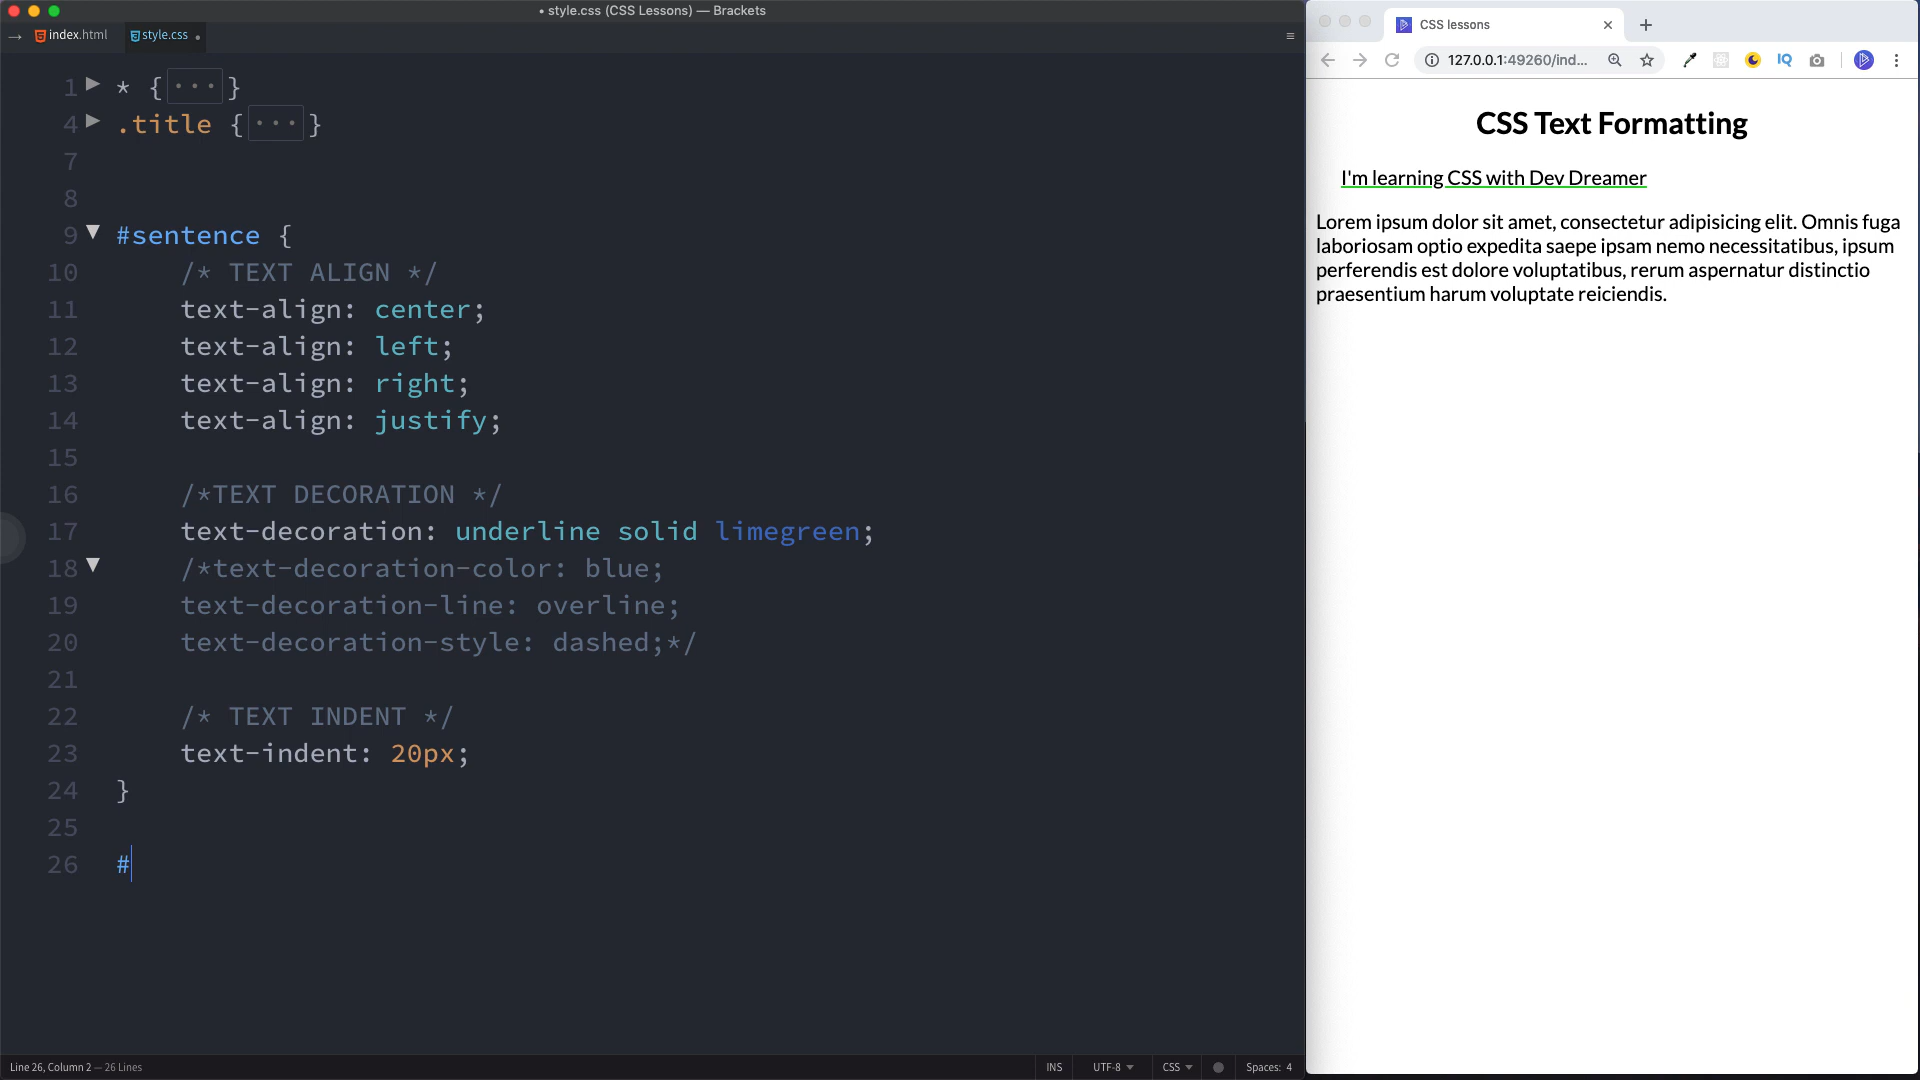 • style.css (CSS Lessons) — Brackets
→ index.html style.css •
1 * {···}
4 .title {···}
7
8
9 #sentence {
10 /* TEXT ALIGN */
11 text-align: center;
12 text-align: left;
13 text-align: right;
14 text-align: justify;
15
16 /*TEXT DECORATION */
17 text-decoration: underline solid limegreen;
18 /*text-decoration-color: blue;
19 text-decoration-line: overline;
20 text-decoration-style: dashed;*/
21
22 /* TEXT INDENT */
23 text-indent: 20px;
24 }
25
26 #
Line 26, Column 2 — 26 Lines
INS UTF-8 CSS Spaces: 4
CSS lessons
127.0.0.1:49260/ind... IQ
CSS Text Formatting
I'm learning CSS with Dev Dreamer
Lorem ipsum dolor sit amet, consectetur adipisicing elit. Omnis fuga
laboriosam optio expedita saepe ipsam nemo necessitatibus, ipsum
perferendis est dolore voluptatibus, rerum aspernatur distinctio
praesentium harum voluptate reiciendis.